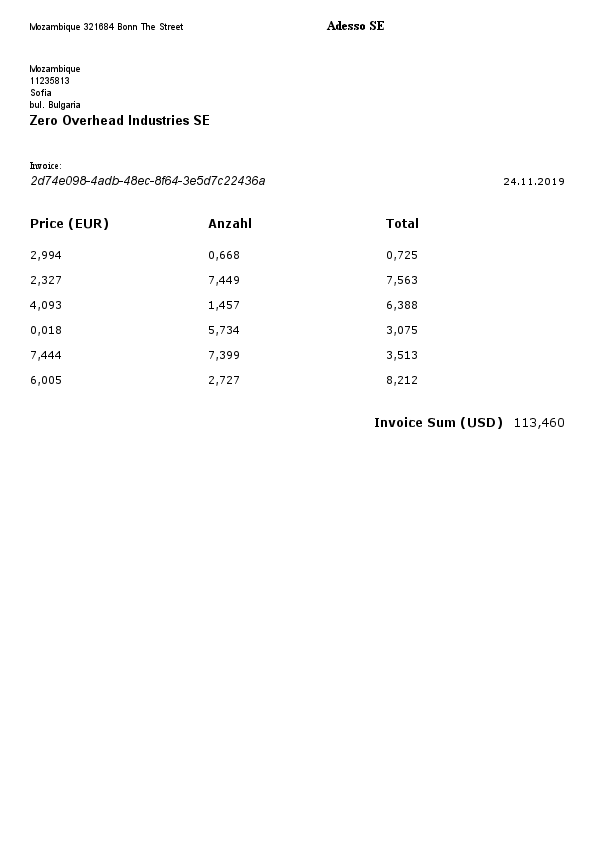 Mozambique 321684 Bonn The Street Adesso SE
Mozambique
11235813
Sofia
bul. Bulgaria
Zero Overhead Industries SE
Invoice:
2d74e098-4adb-48ec-8f64-3e5d7c22436a 24.11.2019
Price (EUR) Anzahl Total
2,994 0,668 0,725
2,327 7,449 7,563
4,093 1,457 6,388
0,018 5,734 3,075
7,444 7,399 3,513
6,005 2,727 8,212
Invoice Sum (USD) 113,460